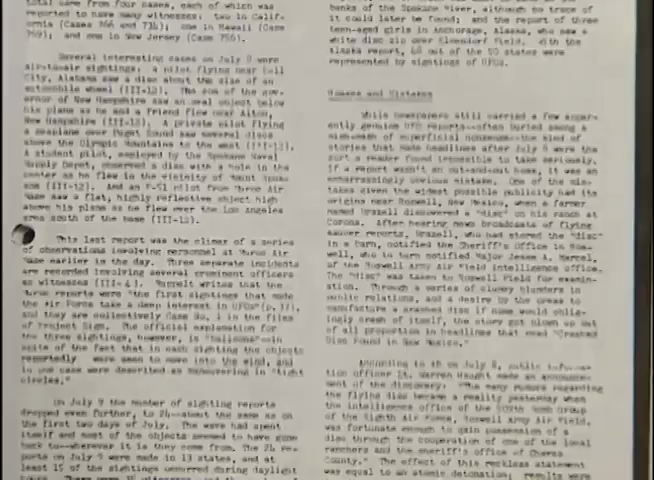 total came from four cases, each of which was
reported to have many witnesses: two in Calif-
ornia (Cases 766 and 736); one in Hawaii (Case
769); and one in New Jersey (Case 750).
Several interesting cases on July 8 were
air-to-air sightings: a pilot flying near
City, Alabama saw a disc about the size of an
automobile wheel (III-12). The son of the gov-
ernor of New Hampshire saw an oval object below
his plane as he and a friend flew near Alton,
New Hampshire (III-12). A private pilot flying
a seaplane over Puget Sound saw several discs
above the Olympic Mountains to the west
A student pilot, employed by the Spokane Naval
Supply Depot, observed a disc with a hole in the
center as he flew in the vicinity of Mount Spok-
ane (III-12). And an F-51 pilot from Muroc Air
Base saw a flat, highly reflective object high
above his plane as he flew over the Los Angeles
area south of the base (III-12).
This last report was the climax of a series
of observations involving personnel at Muroc Air
Base earlier in the day. Three separate incidents
are recorded involving several prominent officers
as witnesses (III-4). Ruppelt writes that the
Muroc reports were "the first sightings that made
the Air Force take a deep interest in UFOs"
and they are collectively Case No. 1 in the files
of Project Sign. The official explanation for
the three sightings, however, is "balloons"—in
spite of the fact that in each sighting the objects
reportedly were seen to move into the wind, and
in one case were described as maneuvering in "tight
circles."
On July 9 the number of sighting reports
dropped even further, to 24—about the same as on
the first two days of July. The wave had spent
itself and most of the objects seemed to have gone
back to—wherever it is they come from. The 24 re-
ports on July 9 were made in 13 states, and at
least 15 of the sightings occurred during daylight
banks of the Spokane River, although no trace of
it could later be found; and the report of three
teen-aged girls in Anchorage, Alaska, who saw a
white disc zip over Elmendorf Field. With the
Alaska report, of the 50 states were
represented by sightings of UFOs.
Hoaxes and Mistakes
While newspapers still carried a few appar-
ently genuine UFO reports—often buried among a
mish-mash of superficial nonsense—the kind of
stories that made headlines after July 8 were the
sort a reader found impossible to take seriously.
If a report wasn't an out-and-out hoax, it was an
embarrassingly obvious mistake. One of the mis-
takes given the widest possible publicity had its
origins near Roswell, New Mexico, when a farmer
named Brazell discovered a "disc" on his ranch at
Corona. After hearing news broadcasts of flying
saucer reports, Brazell, who had stored the "disc"
in a barn, notified the Sheriff's Office in Ros-
well, who in turn notified Major Jesse A. Marcel,
of the Roswell Army Air Field intelligence office.
The "disc" was taken to Roswell Field for examin-
ation. Through a series of clumsy blunders in
public relations, and a desire by the press to
manufacture a crashed disc if none would oblig-
ingly crash of itself, the story got blown up out
of all proportion in headlines that read "Crashed
Disc Found in New Mexico."
According to AP on July 8, public informa-
tion officer Lt. Warren Haught made an announce-
ment of the discovery: "The many rumors regarding
the flying disc became a reality yesterday when
the intelligence office of the 509th Bomb Group
of the Eighth Air Force, Roswell Army Air Field,
was fortunate enough to gain possession of a
disc through the cooperation of one of the local
ranchers and the sheriff's office of Chaves
County." The effect of this reckless statement
was equal to an atomic detonation; results were